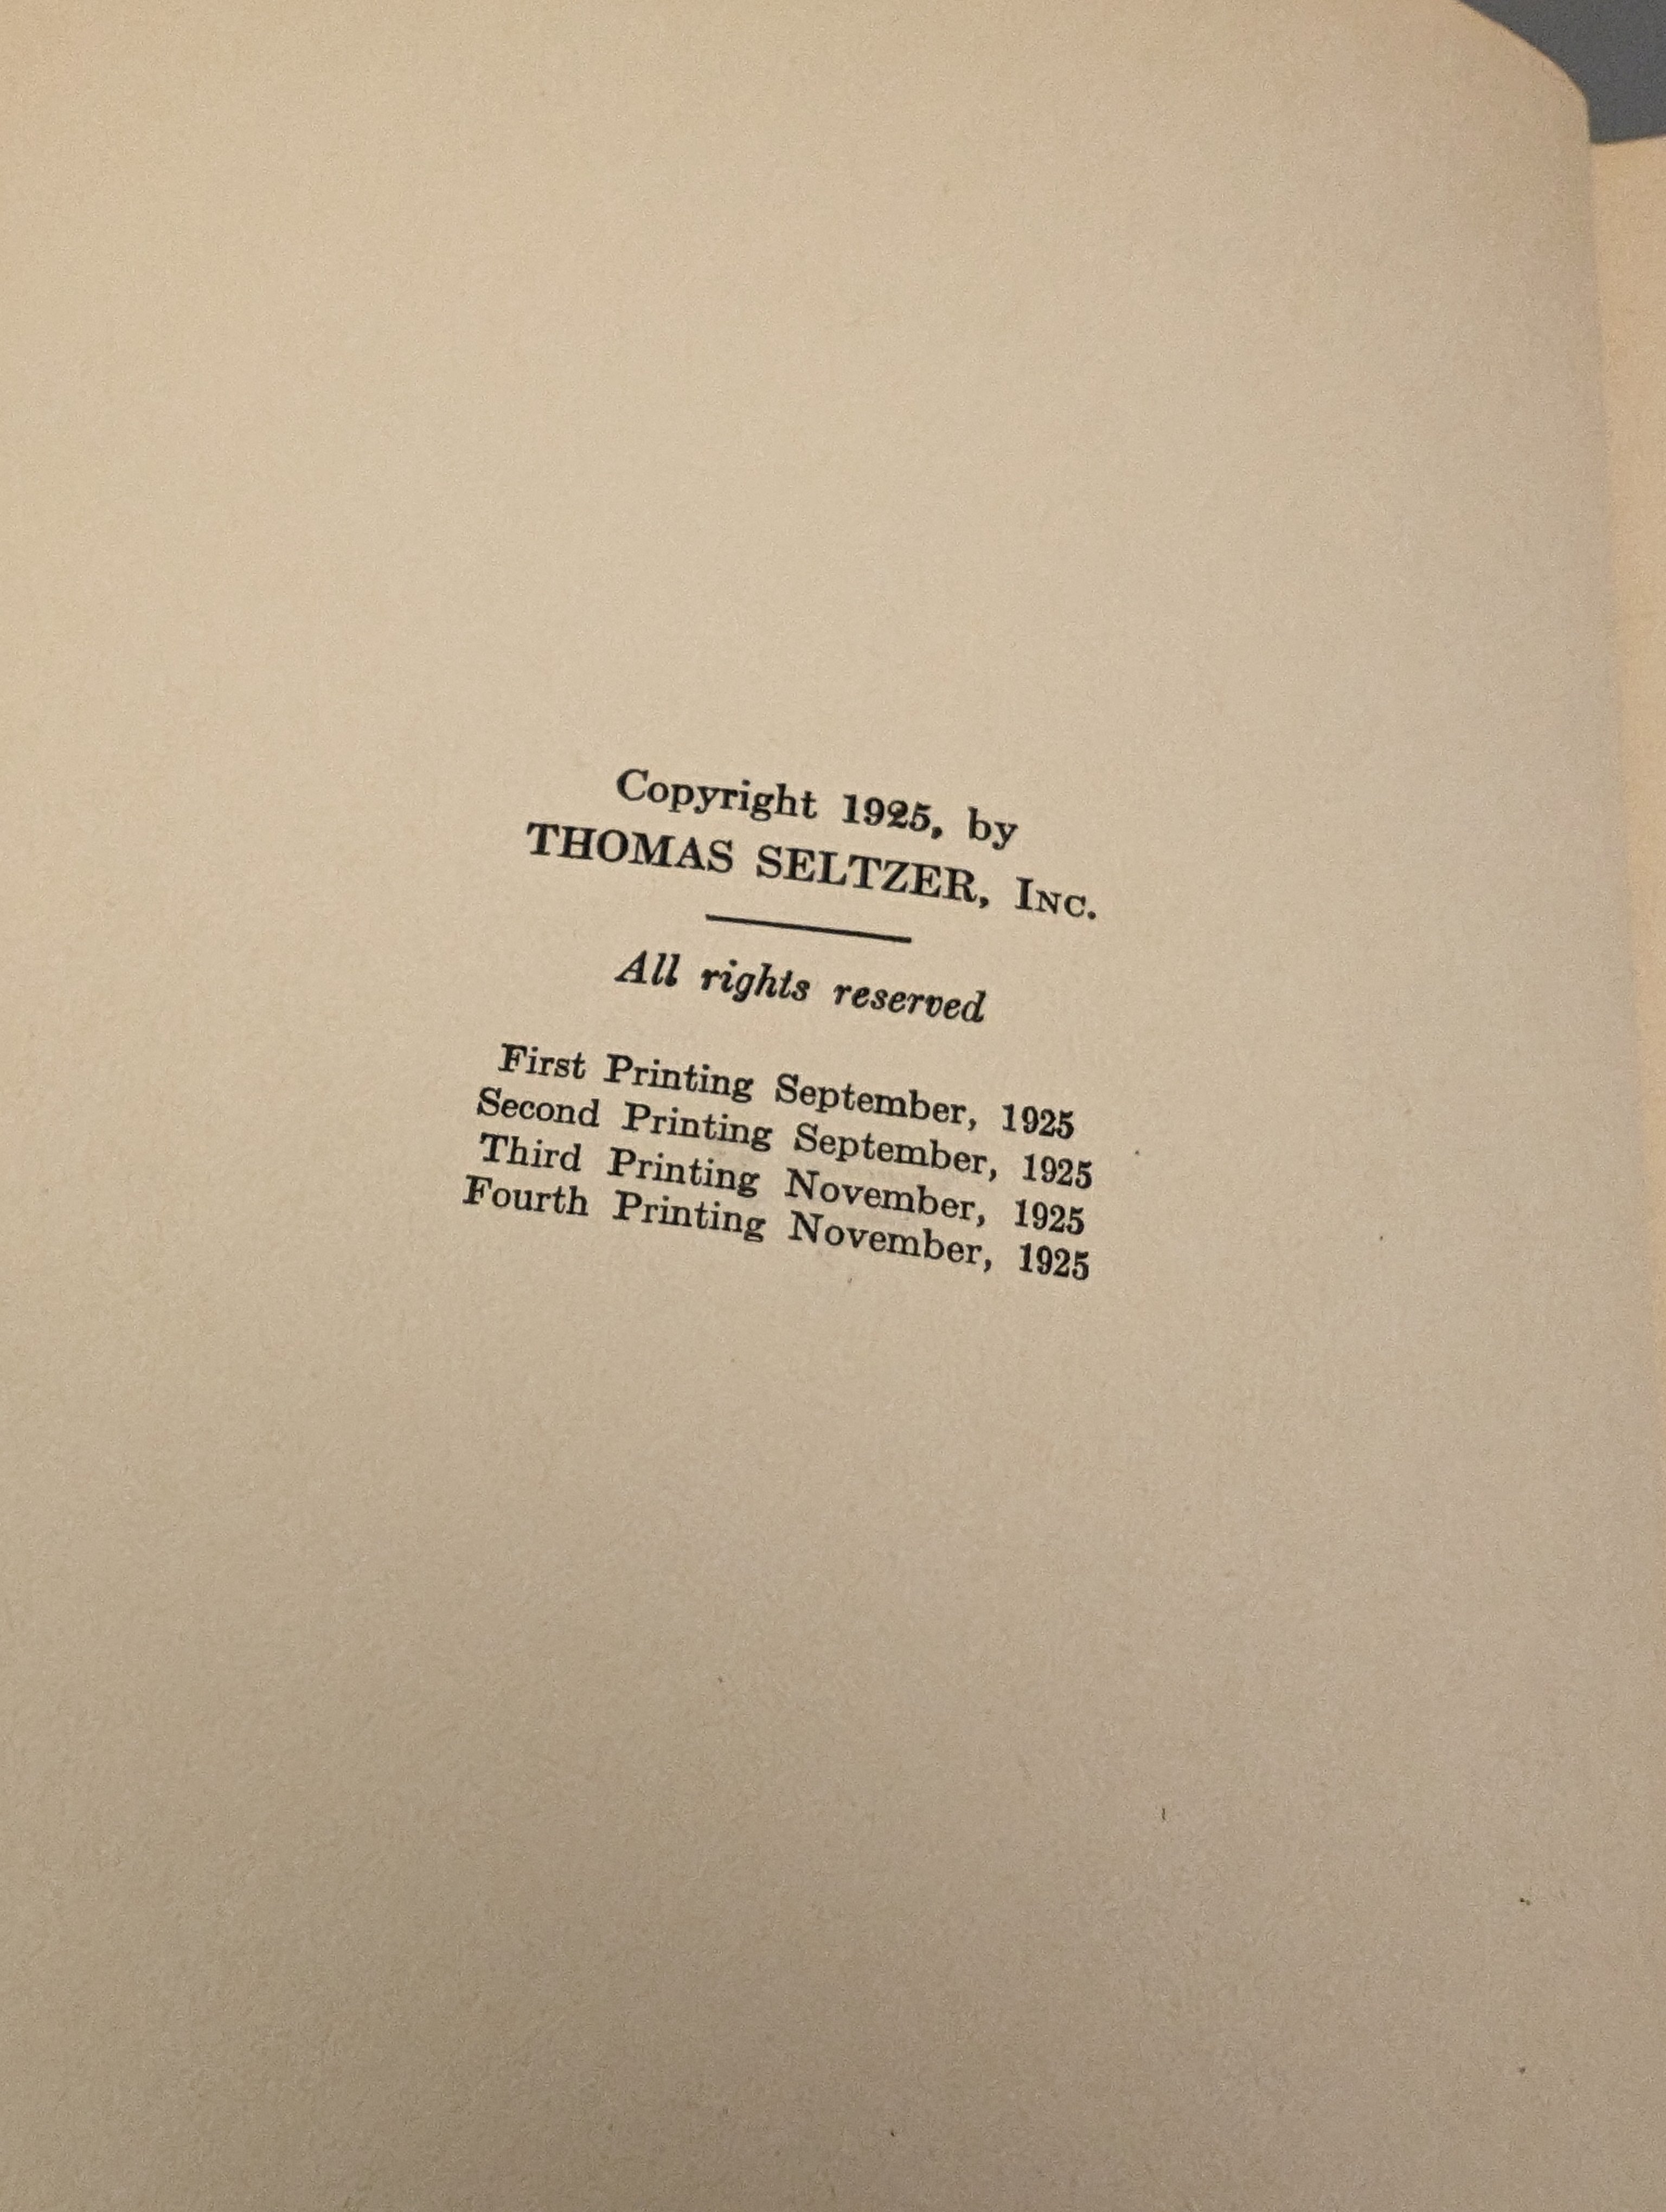 Copyright 1925, by
THOMAS SELTZER, INC.
All rights reserved
First Printing September, 1925
Second Printing September, 1925
Third Printing November, 1925
Fourth Printing November, 1925